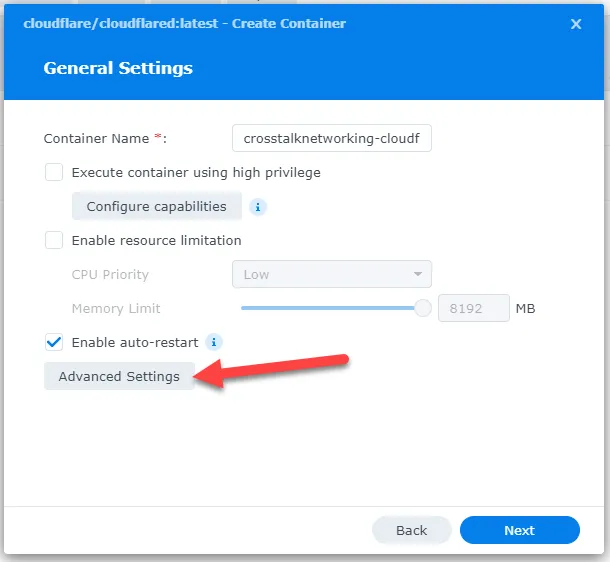 cloudflare/cloudflared:latest - Create Container
General Settings
Container Name *: crosstalknetworking-cloudf
Execute container using high privilege
Configure capabilities
Enable resource limitation
CPU Priority Low
Memory Limit 8192 MB
Enable auto-restart
Advanced Settings
Back Next